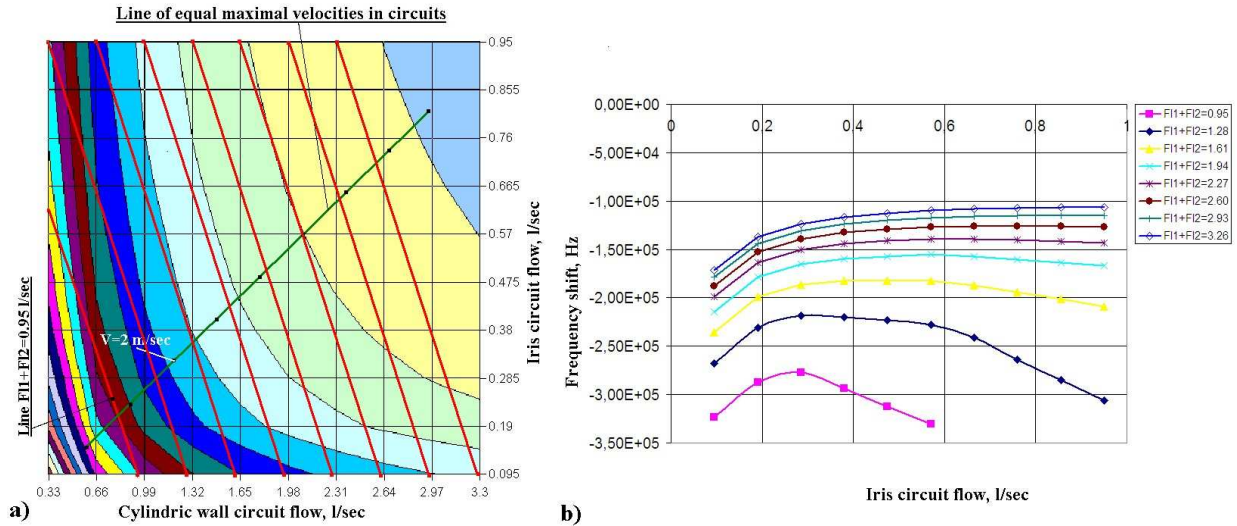 a)
Line of equal maximal velocities in circuits
0.95
0.855
0.76
0.665
0.57
0.475
0.38
0.285
0.19
0.095
Iris circuit flow, l/sec
Line Fl1+Fl2=0.95 l/sec
V=2 m/sec
0.33 0.66 0.99 1.32 1.65 1.98 2.31 2.64 2.97 3.3
Cylindric wall circuit flow, l/sec
b)
0,00E+00
-5,00E+04
-1,00E+05
-1,50E+05
-2,00E+05
-2,50E+05
-3,00E+05
-3,50E+05
Frequency shift, Hz
0 0.2 0.4 0.6 0.8 1
Iris circuit flow, l/sec
Fl1+Fl2=0.95
Fl1+Fl2=1.28
Fl1+Fl2=1.61
Fl1+Fl2=1.94
Fl1+Fl2=2.27
Fl1+Fl2=2.60
Fl1+Fl2=2.93
Fl1+Fl2=3.26